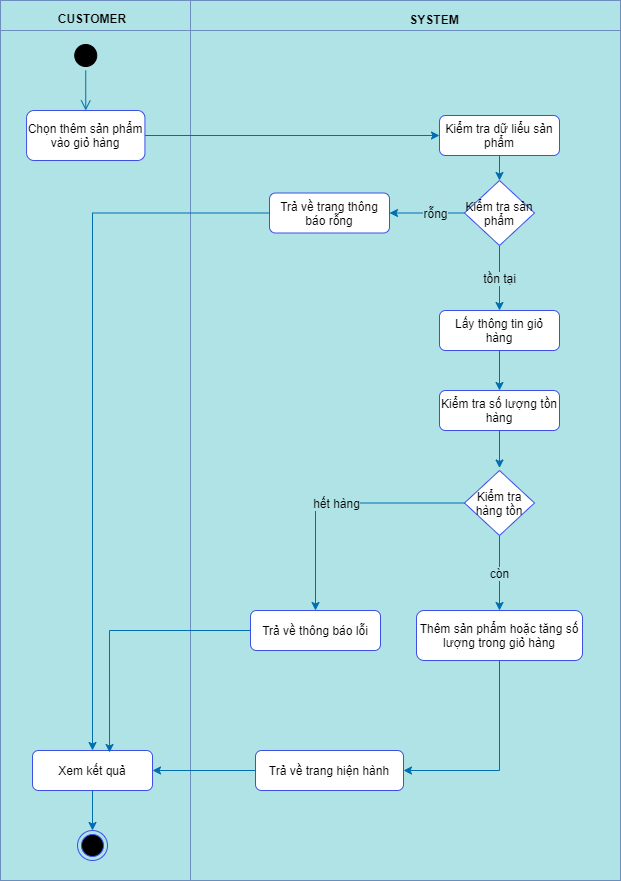 CUSTOMER
SYSTEM
Chọn thêm sản phẩm
vào giỏ hàng
Kiểm tra dữ liểu sản
phẩm
Trả về trang thông
báo rỗng
rỗng
Kiểm tra sản
phẩm
tồn tại
Lấy thông tin giỏ
hàng
Kiểm tra số lượng tồn
hàng
hết hàng
Kiểm tra
hàng tồn
còn
Trả về thông báo lỗi
Thêm sản phẩm hoặc tăng số
lượng trong giỏ hàng
Xem kết quả
Trả về trang hiện hành